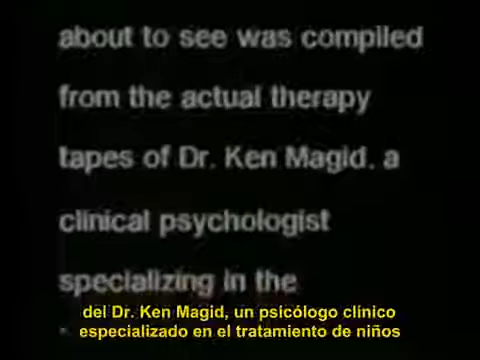 about to see was compiled
from the actual therapy
tapes of Dr. Ken Magid, a
clinical psychologist
specializing in the
del Dr. Ken Magid, un psicólogo clínico
especializado en el tratamiento de niños